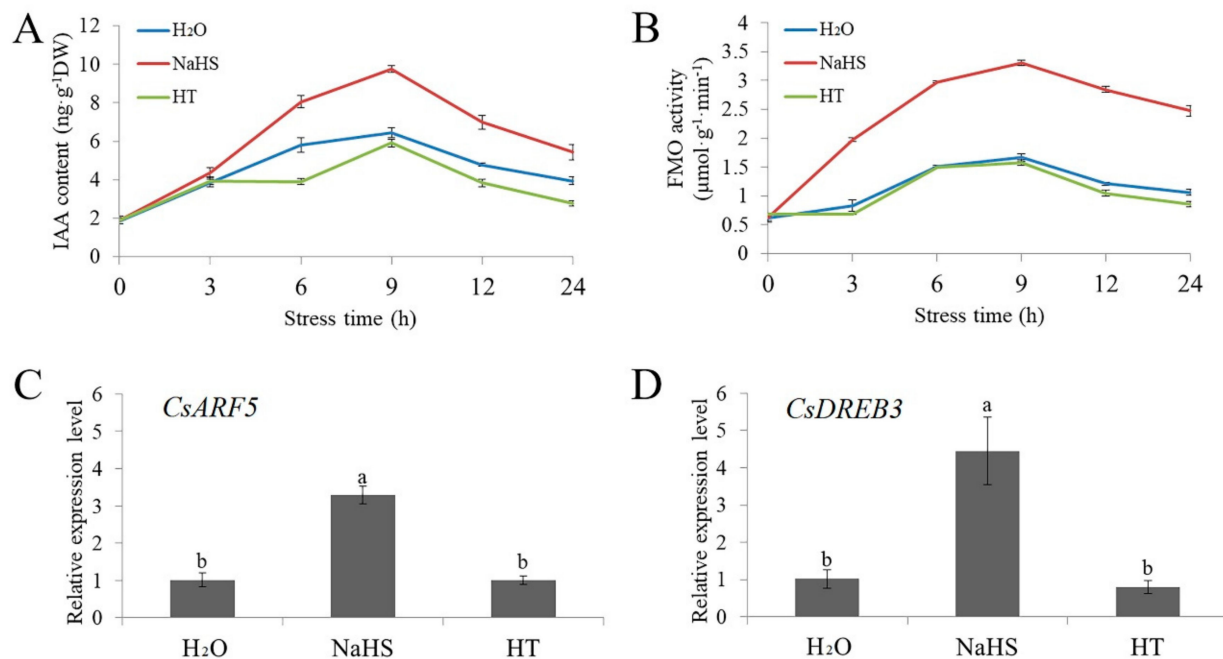 A
IAA content (ng·g⁻¹DW)
12
10
8
6
4
2
0
H₂O
NaHS
HT
0 3 6 9 12 24
Stress time (h)
B
FMO activity
(μmol·g⁻¹·min⁻¹)
4
3.5
3
2.5
2
1.5
1
0.5
0
H₂O
NaHS
HT
0 3 6 9 12 24
Stress time (h)
C
Relative expression level
6
5
4
3
2
1
0
CsARF5
b a b
H₂O NaHS HT
D
Relative expression level
6
5
4
3
2
1
0
CsDREB3
b a b
H₂O NaHS HT